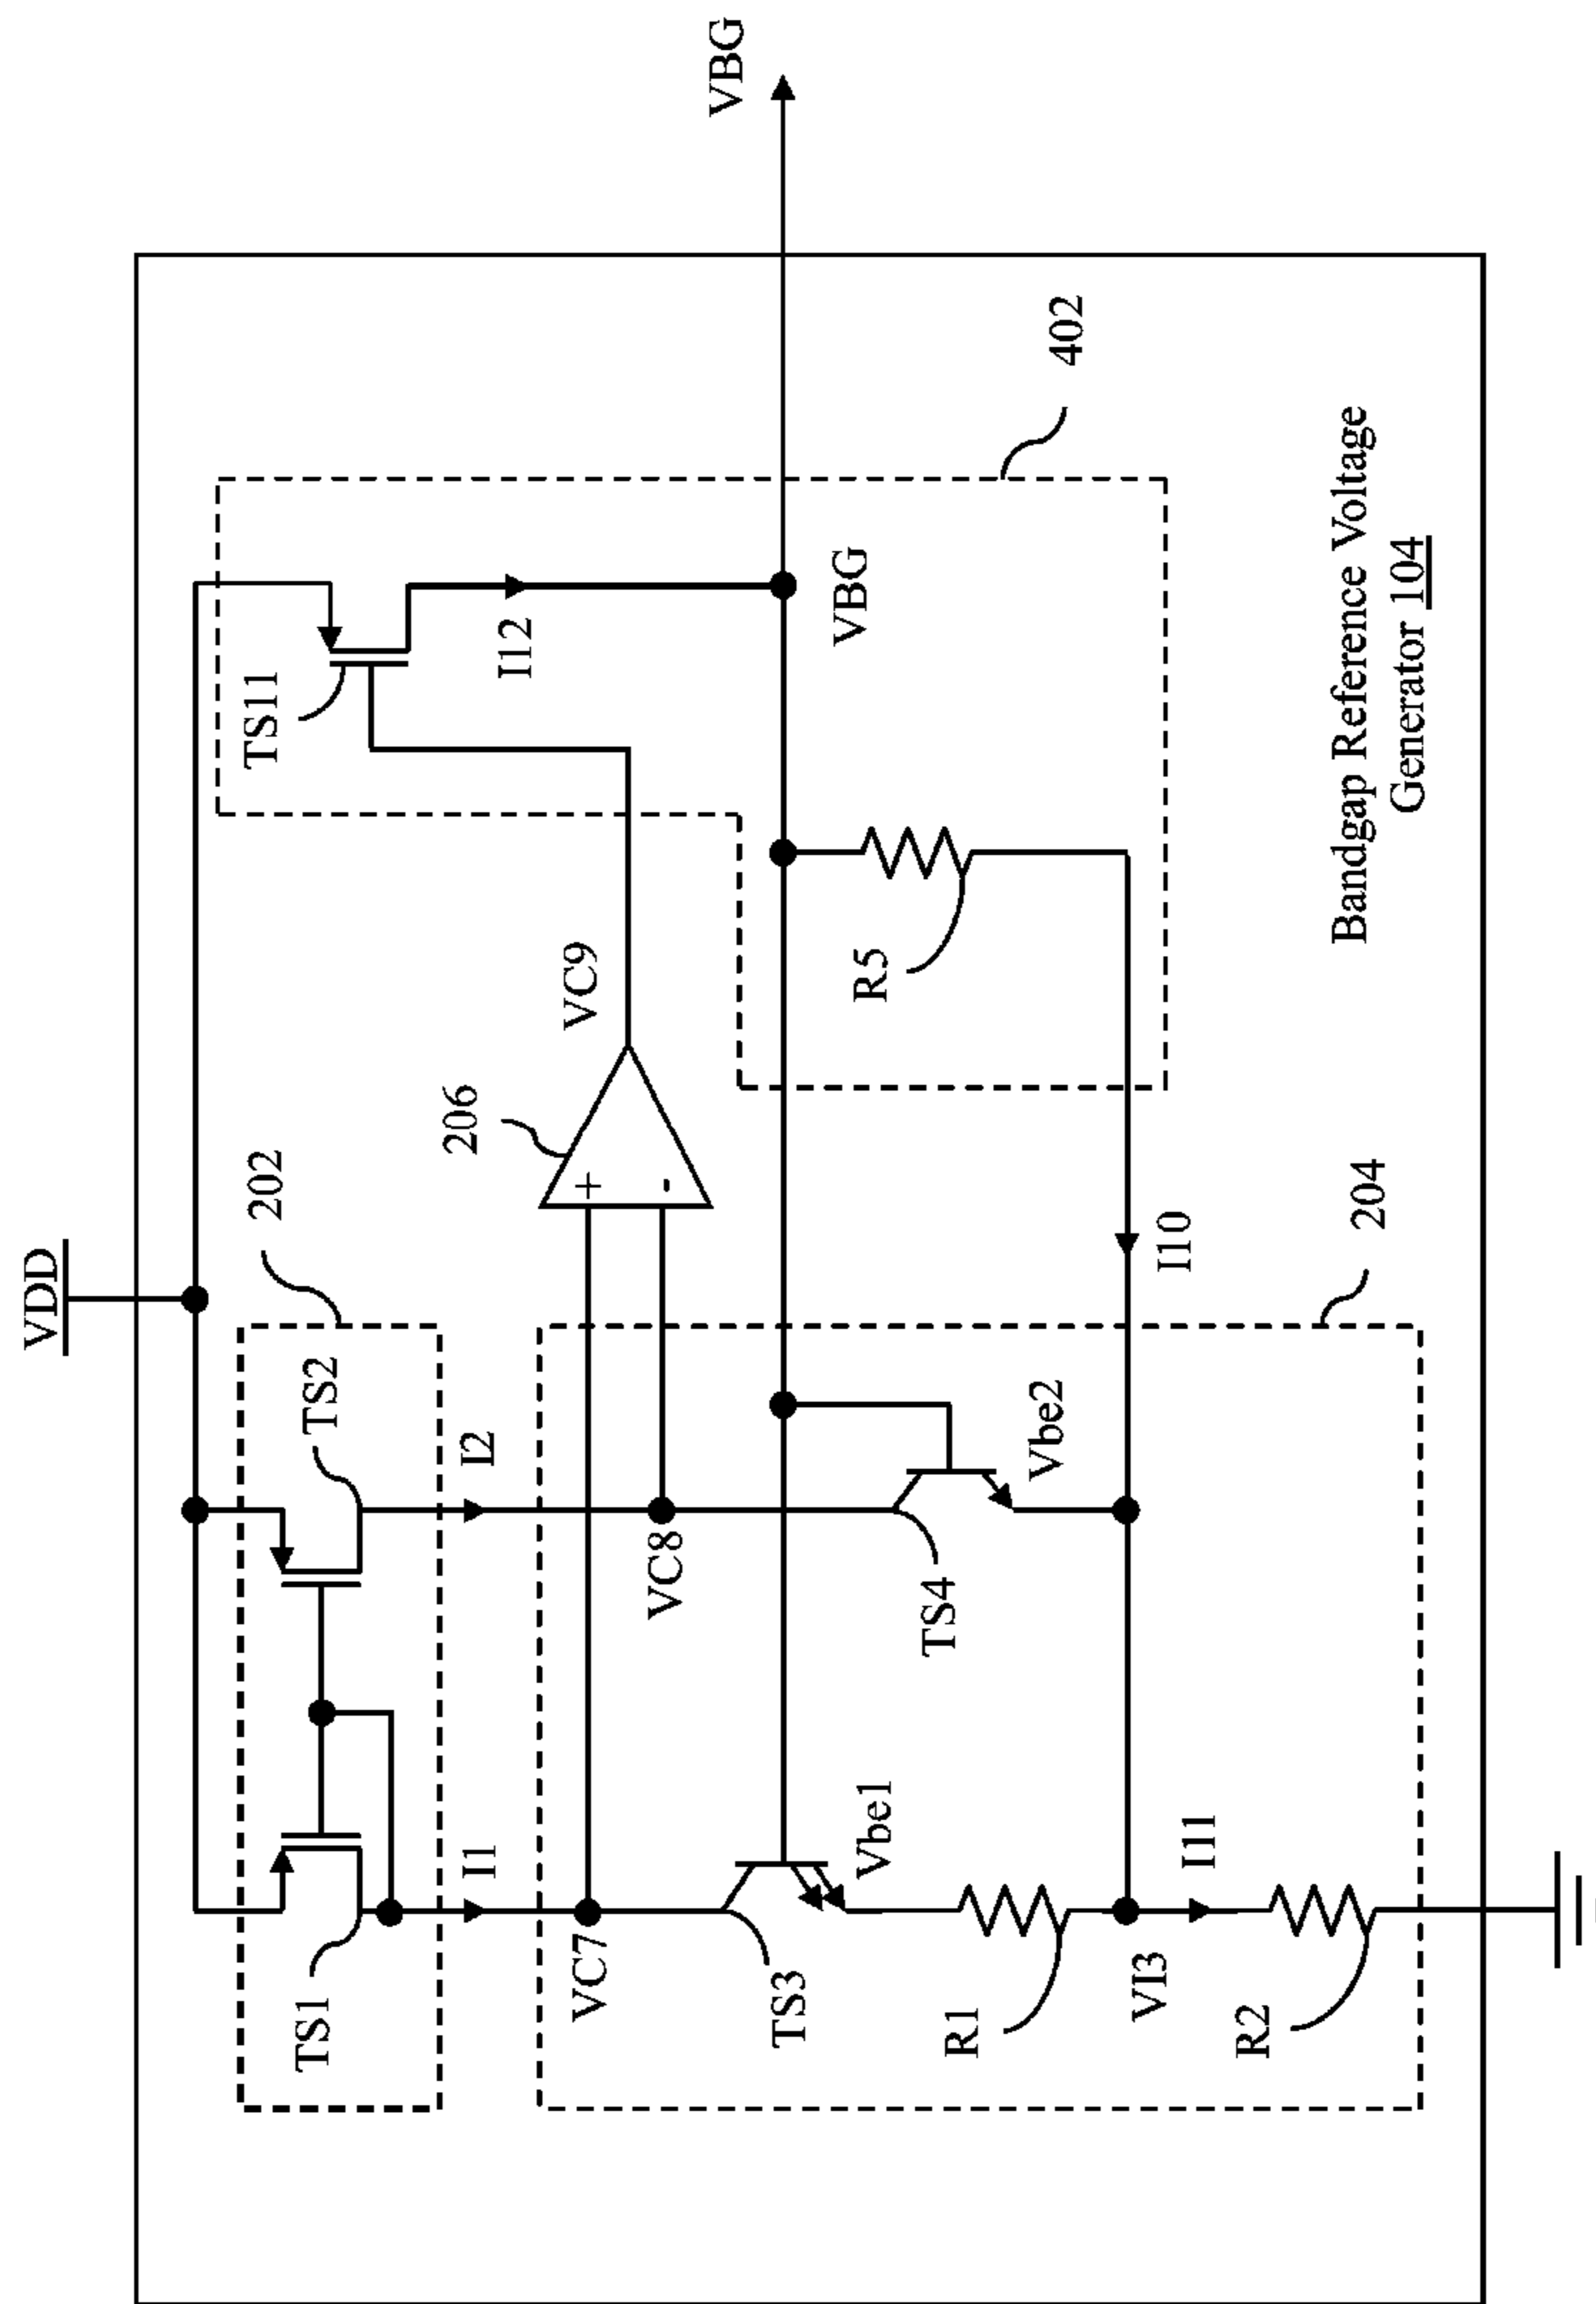 VDD
202
TS1
TS2
I1
I2
VC7
VC8
206
+
-
VC9
TS11
I12
402
VBG
VBG
TS3
Vbe1
TS4
Vbe2
R1
R5
VI3
I11
I10
R2
204
Bandgap Reference Voltage
Generator 104